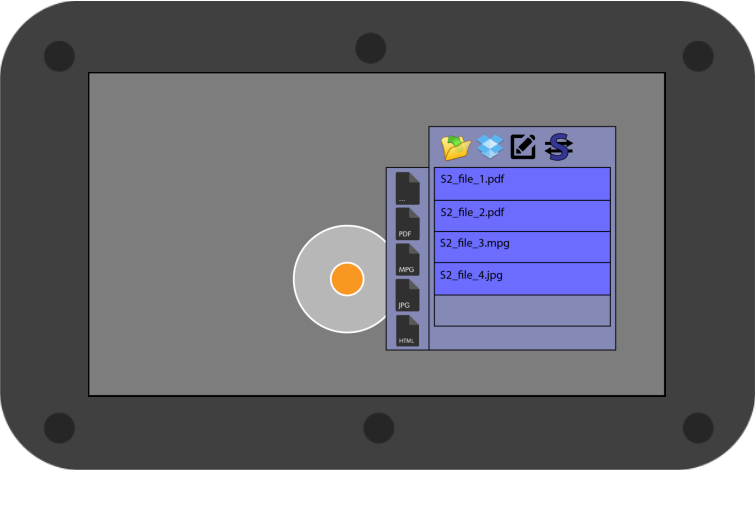 S2_file_1.pdf
S2_file_2.pdf
S2_file_3.mpg
S2_file_4.jpg
...
PDF
MPG
JPG
HTML
S